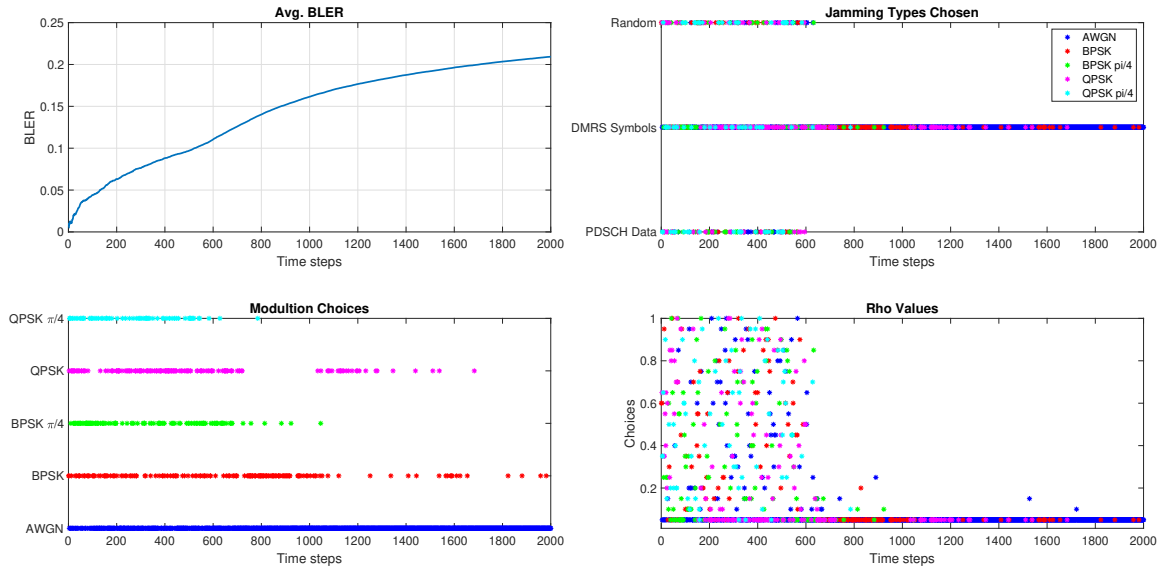 Avg. BLER
BLER
0.25
0.2
0.15
0.1
0.05
0
0 200 400 600 800 1000 1200 1400 1600 1800 2000
Time steps
Jamming Types Chosen
Random
DMRS Symbols
PDSCH Data
AWGN
BPSK
BPSK pi/4
QPSK
QPSK pi/4
0 200 400 600 800 1000 1200 1400 1600 1800 2000
Time steps
Modultion Choices
QPSK π/4
QPSK
BPSK π/4
BPSK
AWGN
0 200 400 600 800 1000 1200 1400 1600 1800 2000
Time steps
Rho Values
Choices
1
0.8
0.6
0.4
0.2
0 200 400 600 800 1000 1200 1400 1600 1800 2000
Time steps